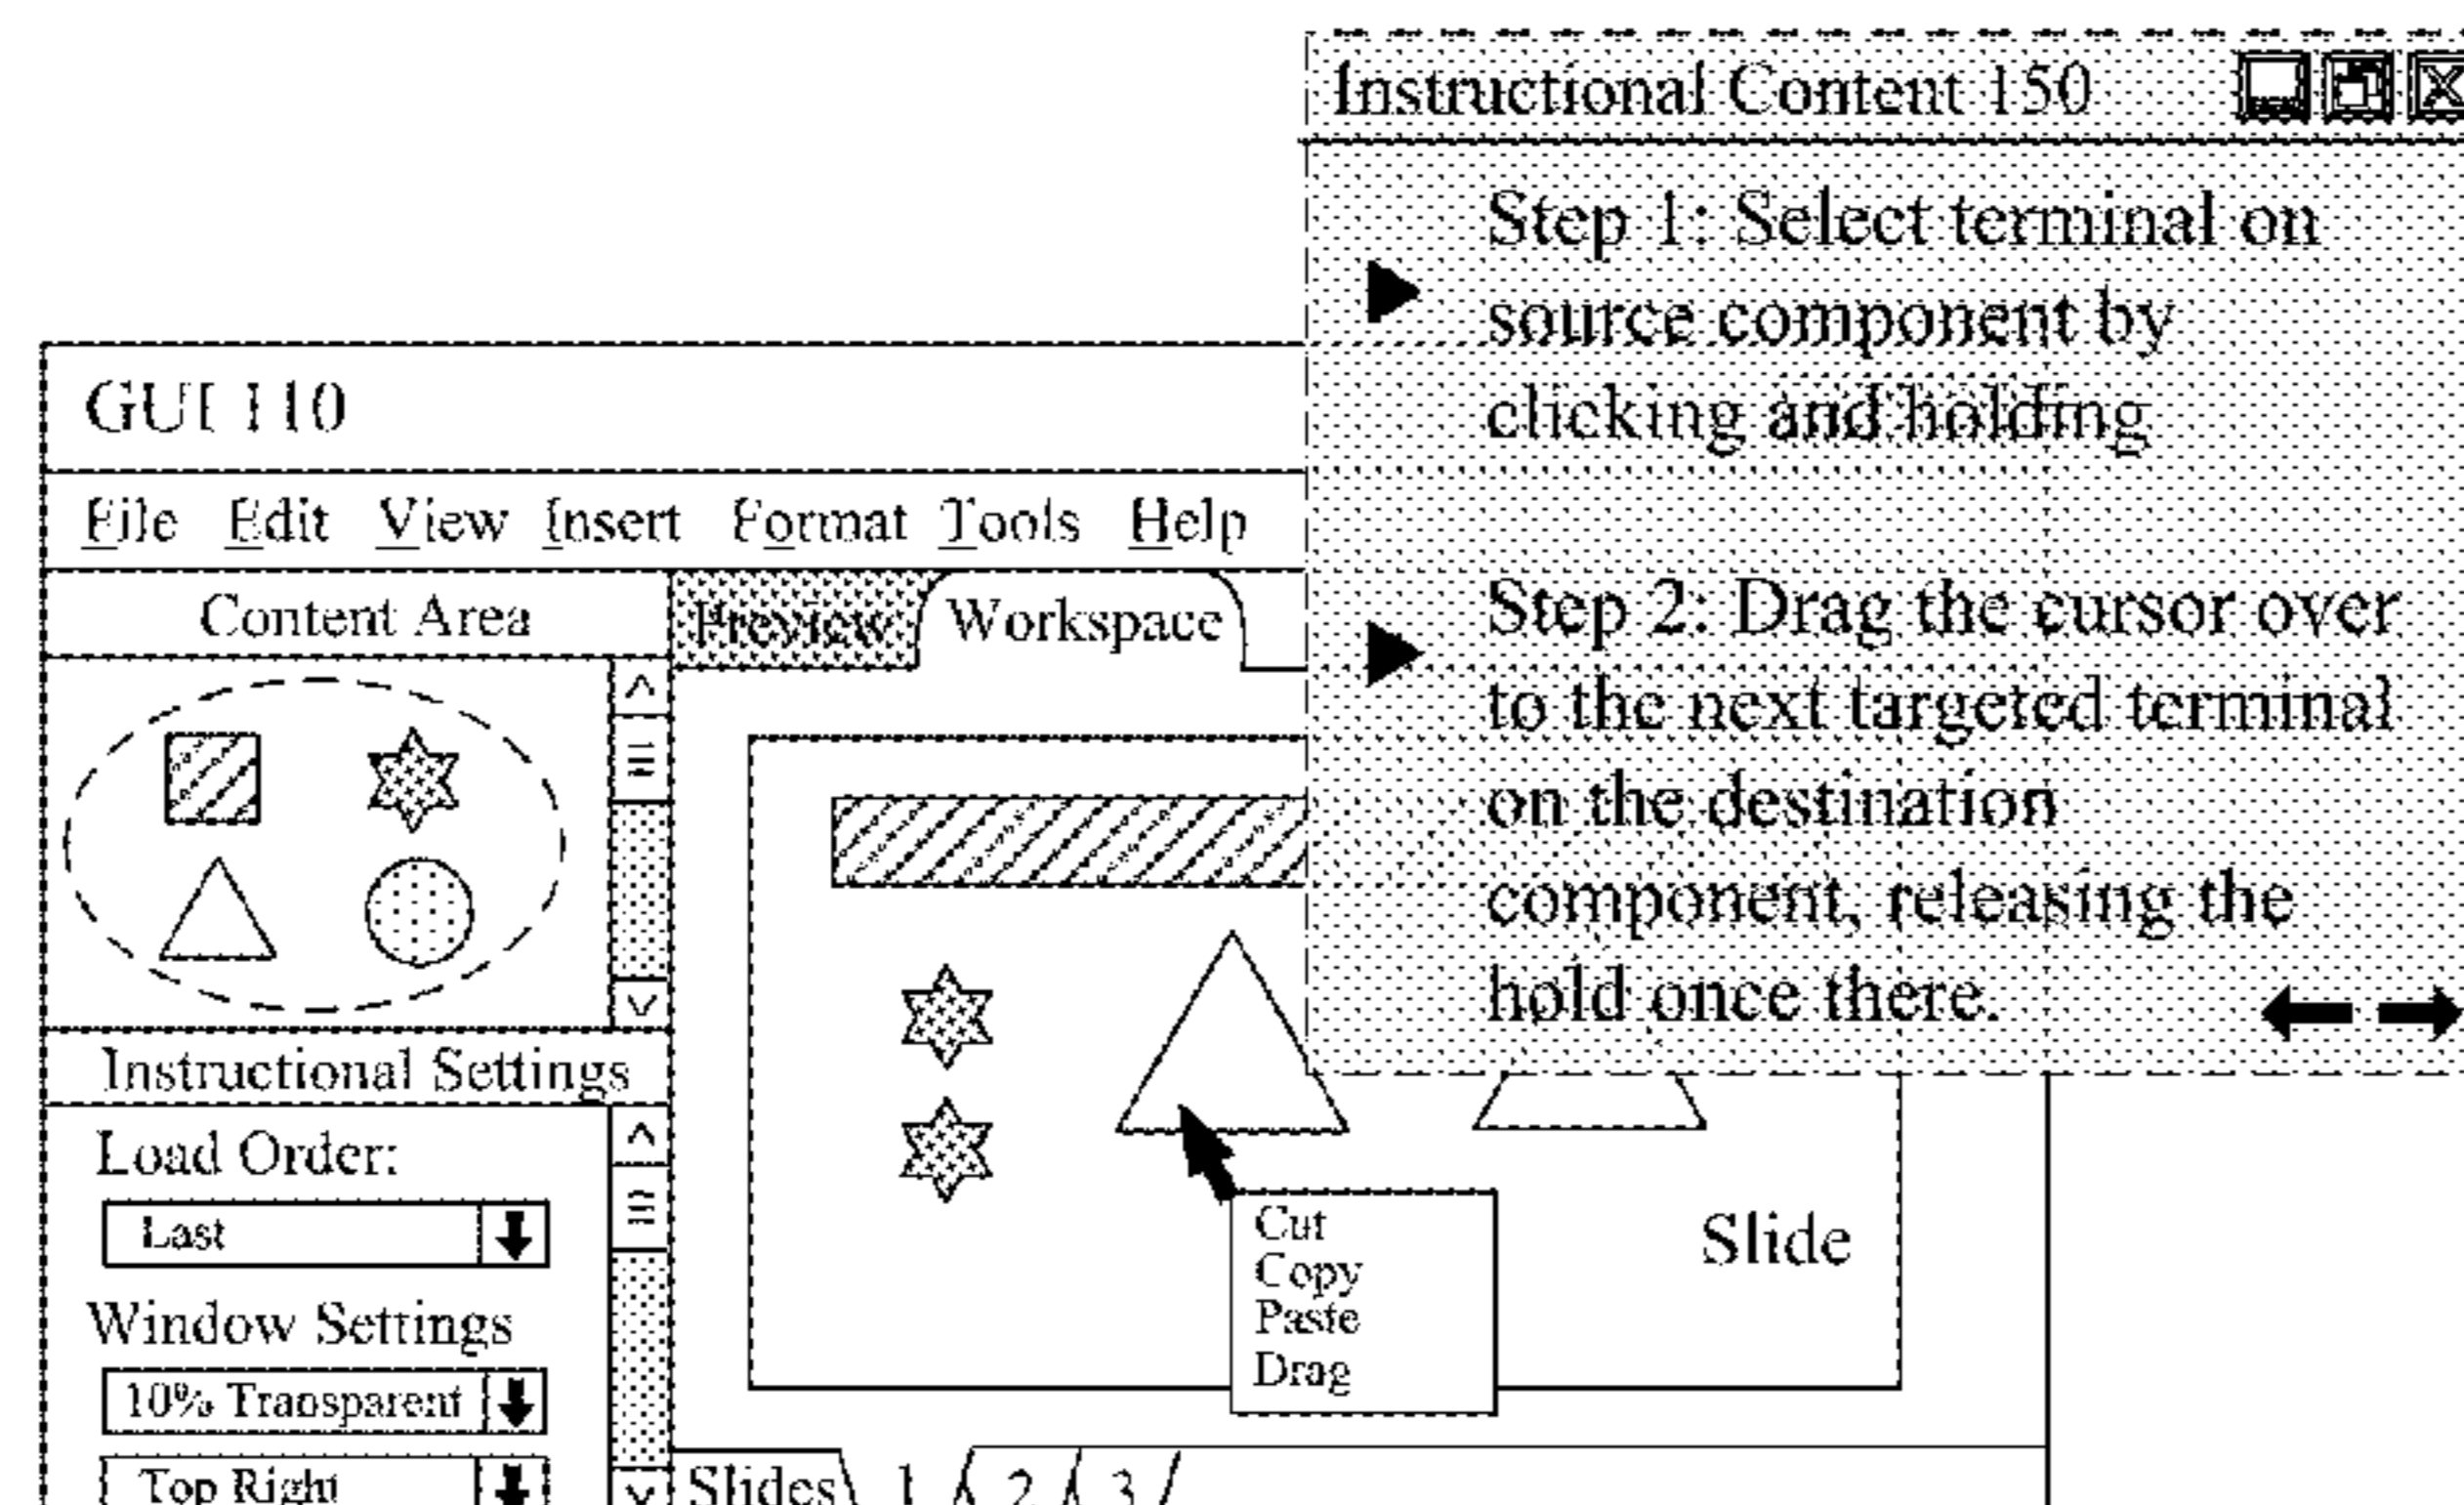 Instructional Content 150
Step 1: Select terminal on
source component by
clicking and holding
Step 2: Drag the cursor over
to the next targeted terminal
on the destination
component, releasing the
hold once there.
GUI 110
File Edit View Insert Format Tools Help
Content Area
Preview Workspace
Instructional Settings
Load Order:
Last
Window Settings
10% Transparent
Top Right
Cut
Copy
Paste
Drag
Slide
Slides 1 2 3